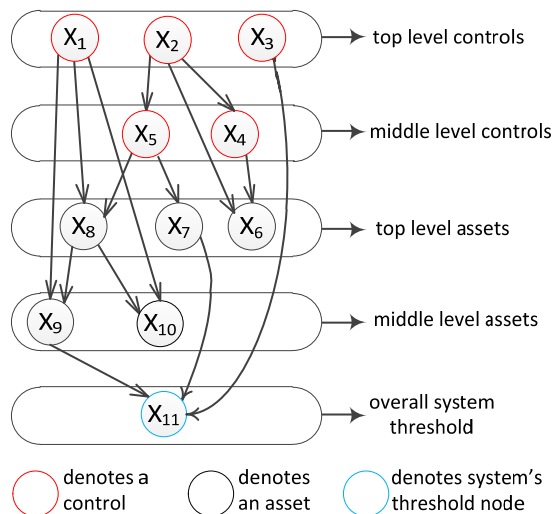 X1 X2 X3 top level controls
X5 X4 middle level controls
X8 X7 X6 top level assets
X9 X10 middle level assets
X11 overall system
threshold
denotes a denotes denotes system's
control an asset threshold node